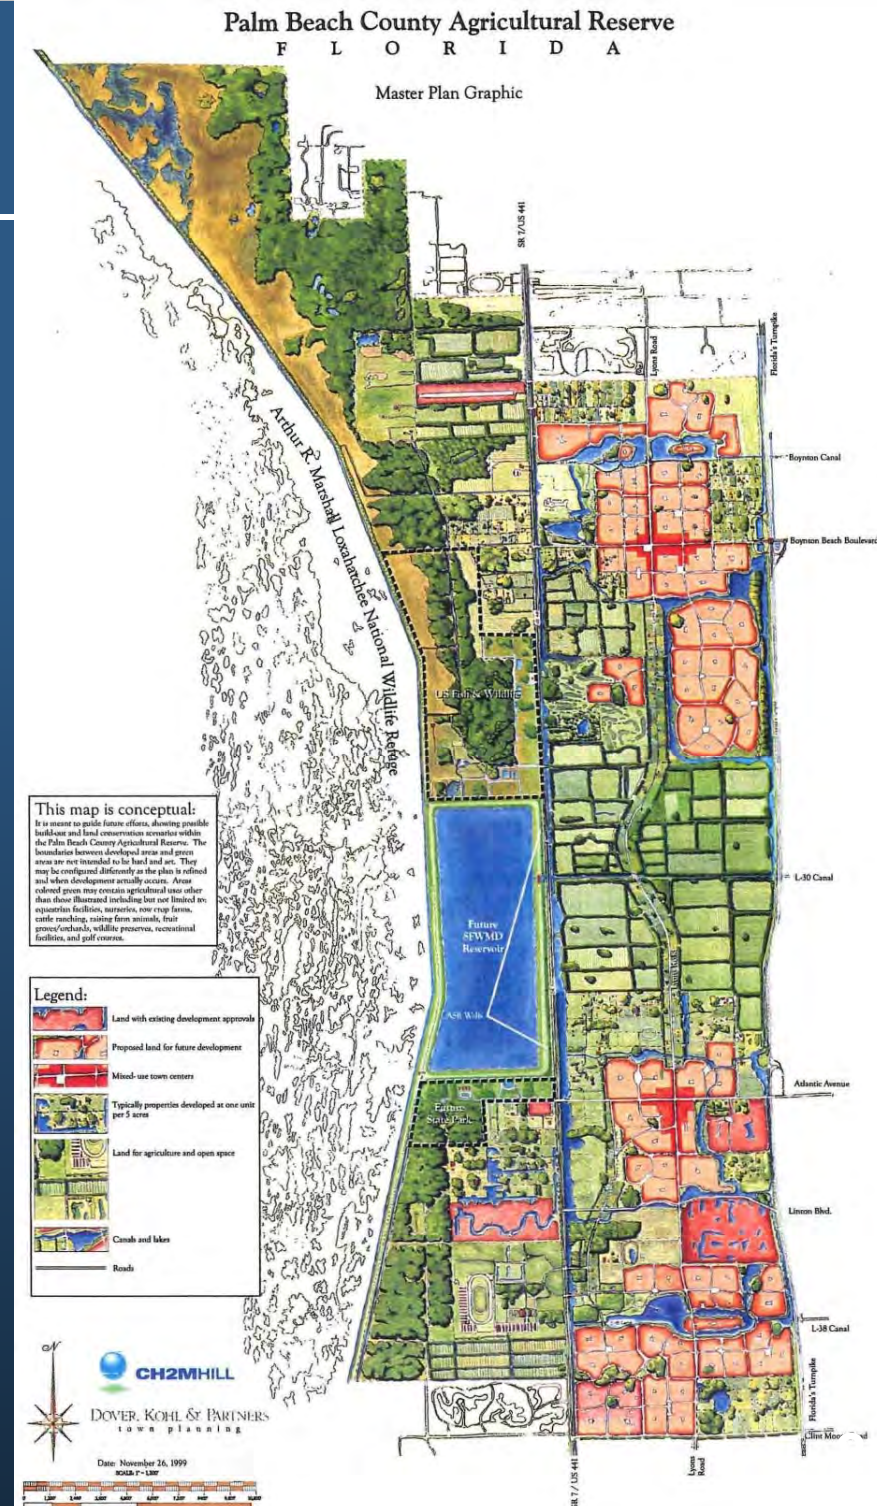 Palm Beach County Agricultural Reserve
F L O R I D A
Master Plan Graphic
SR 7/US 441
Lyons Road
Florida's Turnpike
Boynton Canal
Boynton Beach Boulevard
Arthur R. Marshall Loxahatchee National Wildlife Refuge
US Fish & Wildlife
This map is conceptual:
It is meant to guide future efforts, showing possible
build-out and land conservation scenarios within
the Palm Beach County Agricultural Reserve. The
boundaries between developed areas and green
areas are not intended to be hard and set. They
may be configured differently as the plan is refined
and when development actually occurs. Areas
colored green may contain agricultural uses other
than those illustrated including but not limited to:
equestrian facilities, nurseries, row crop farms,
cattle ranching, raising farm animals, fruit
groves/orchards, wildlife preserves, recreational
facilities, and golf courses.
L-30 Canal
Future
SFWMD
Reservoir
ASR Wells
Lyons Road
Legend:
Land with existing development approvals
Proposed land for future development
Mixed-use town centers
Typically properties developed at one unit
per 5 acres
Land for agriculture and open space
Canals and lakes
Roads
Atlantic Avenue
Future
State Park
Linton Blvd.
L-38 Canal
Florida's Turnpike
Clint
SR 7 / US 441
Lyons
Road
N
CH2MHILL
DOVER, KOHL & PARTNERS
town planning
Date: November 26, 1999